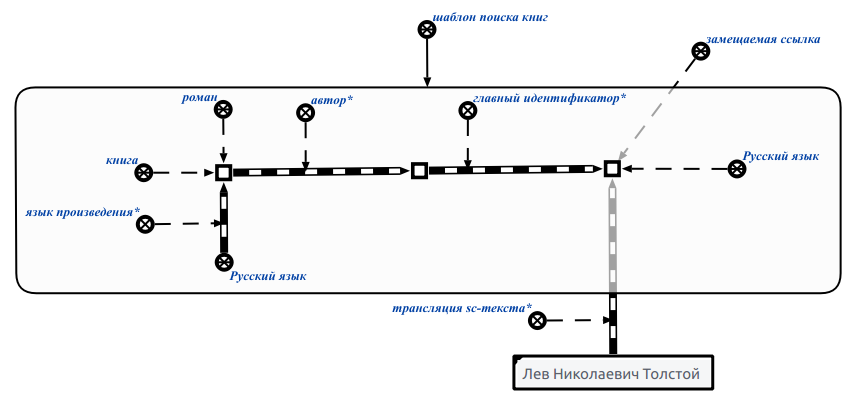 шаблон поиска книг
замещаемая ссылка
роман
автор*
главный идентификатор*
книга
Русский язык
язык произведения*
Русский язык
трансляция sc-текста*
Лев Николаевич Толстой